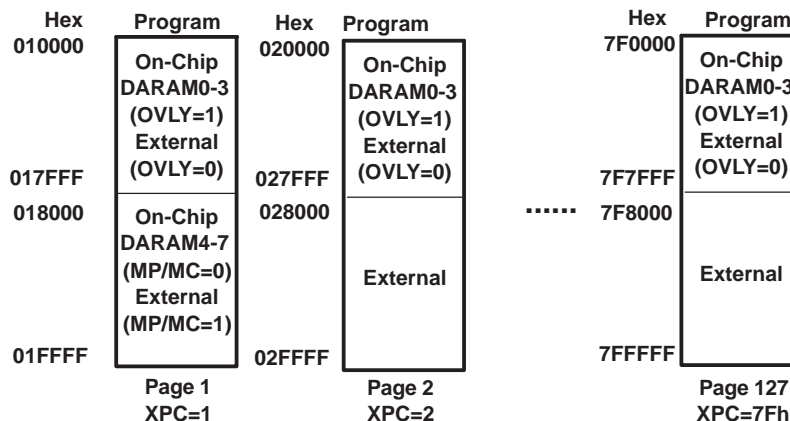 Hex Program
010000
On-Chip
DARAM0-3
(OVLY=1)
External
(OVLY=0)
017FFF
018000
On-Chip
DARAM4-7
(MP/MC=0)
External
(MP/MC=1)
01FFFF
Page 1
XPC=1
Hex Program
020000
On-Chip
DARAM0-3
(OVLY=1)
External
(OVLY=0)
027FFF
028000
External
02FFFF
Page 2
XPC=2
......
Hex Program
7F0000
On-Chip
DARAM0-3
(OVLY=1)
External
(OVLY=0)
7F7FFF
7F8000
External
7FFFFF
Page 127
XPC=7Fh